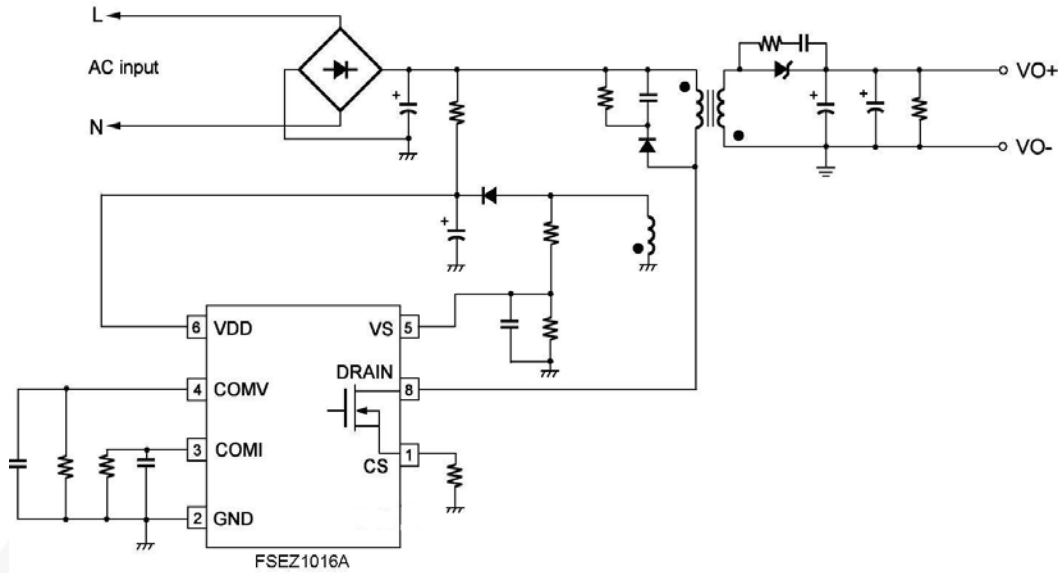 L
AC input
N
+
VO+
+
+
VO-
+
6
VDD
VS
5
DRAIN
4
COMV
8
3
COMI
CS
1
2
GND
FSEZ1016A